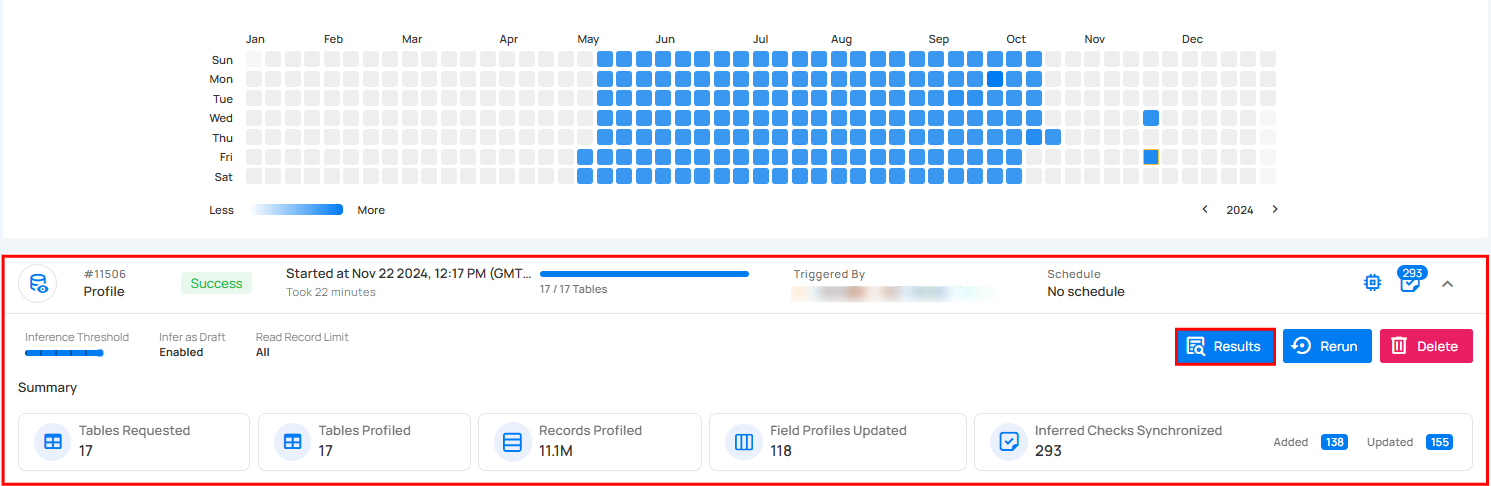 Jan Feb Mar Apr May Jun Jul Aug Sep Oct Nov Dec
Sun
Mon
Tue
Wed
Thu
Fri
Sat
Less More
2024
#11506
Profile
Success
Started at Nov 22 2024, 12:17 PM (GMT...
Took 22 minutes
17 / 17 Tables
Triggered By
Schedule
No schedule
293
Inference Threshold
Infer as Draft
Enabled
Read Record Limit
All
Results
Rerun
Delete
Summary
Tables Requested
17
Tables Profiled
17
Records Profiled
11.1M
Field Profiles Updated
118
Inferred Checks Synchronized
293
Added 138 Updated 155